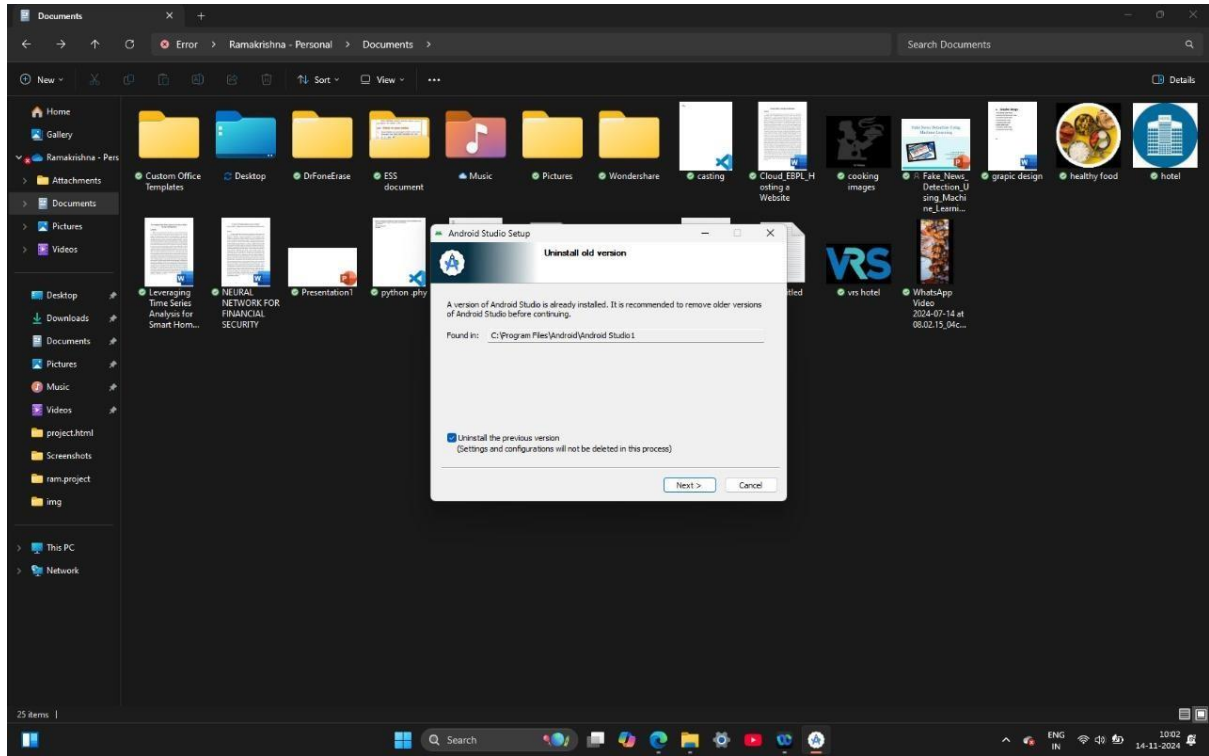 Documents
Error > Ramakrishna - Personal > Documents >
Search Documents
New
Sort
View
Details
Home
Gallery
Ramakrishna - Pers
Attachments
Documents
Pictures
Videos
Desktop
Downloads
Documents
Pictures
Music
Videos
project.html
Screenshots
ram.project
img
This PC
Network
Custom Office
Templates
Desktop
DrFoneErase
ESS
document
Music
Pictures
Wondershare
casting
Cloud_EBPL_H
osting a
Website
cooking
images
Fake_News_
Detection_U
sing_Machi
ne_Learni...
grapic design
healthy food
hotel
Leveraging
Time Series
Analysis for
Smart Hom...
NEURAL
NETWORK FOR
FINANCIAL
SECURITY
Presentation1
python .phy
VRS
vrs hotel
WhatsApp
Video
2024-07-14 at
08.02.15_04c...
Android Studio Setup
Uninstall old version
A version of Android Studio is already installed. It is recommended to remove older versions
of Android Studio before continuing.
Found in: C:\Program Files\Android\Android Studio1
Uninstall the previous version
(Settings and configurations will not be deleted in this process)
Next >
Cancel
25 items
Search
ENG
IN
10:02
14-11-2024